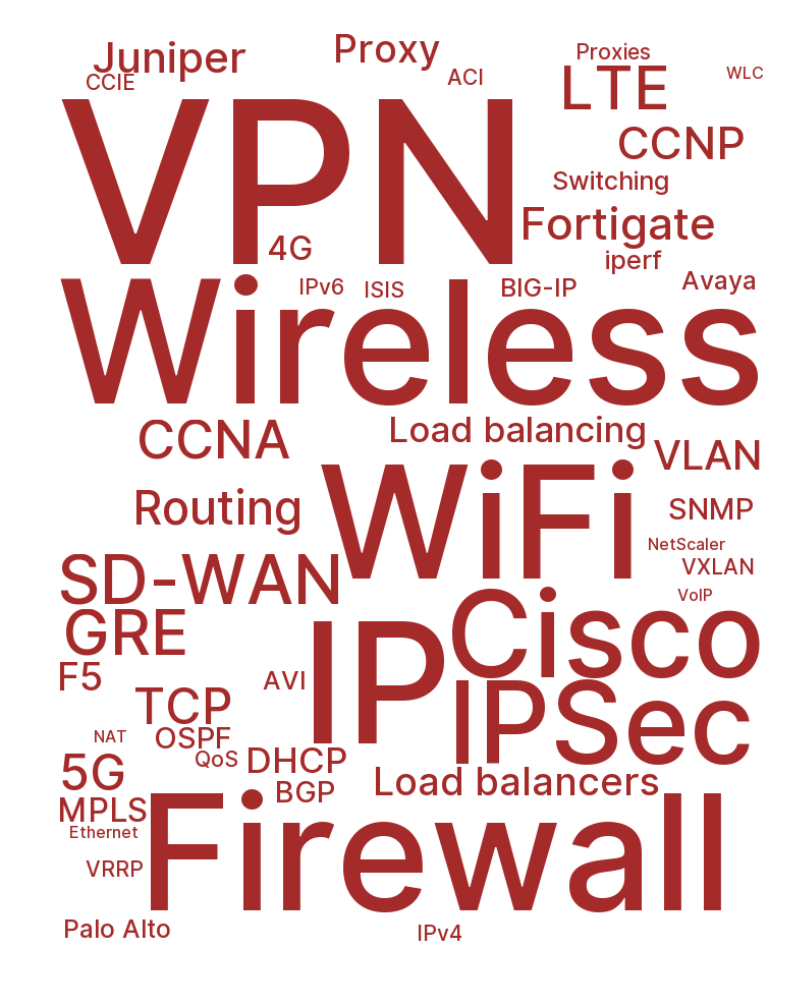 Juniper
Proxy
Proxies
WLC
CCIE
ACI
LTE
VPN
CCNP
Switching
Fortigate
4G
iperf
IPv6
ISIS
BIG-IP
Avaya
Wireless
CCNA
Load balancing
VLAN
Routing
WiFi
SNMP
NetScaler
VXLAN
SD-WAN
VoIP
GRE
Cisco
F5
AVI
IP
IPSec
TCP
NAT
OSPF
QoS
DHCP
5G
Load balancers
BGP
MPLS
Ethernet
Firewall
VRRP
Palo Alto
IPv4